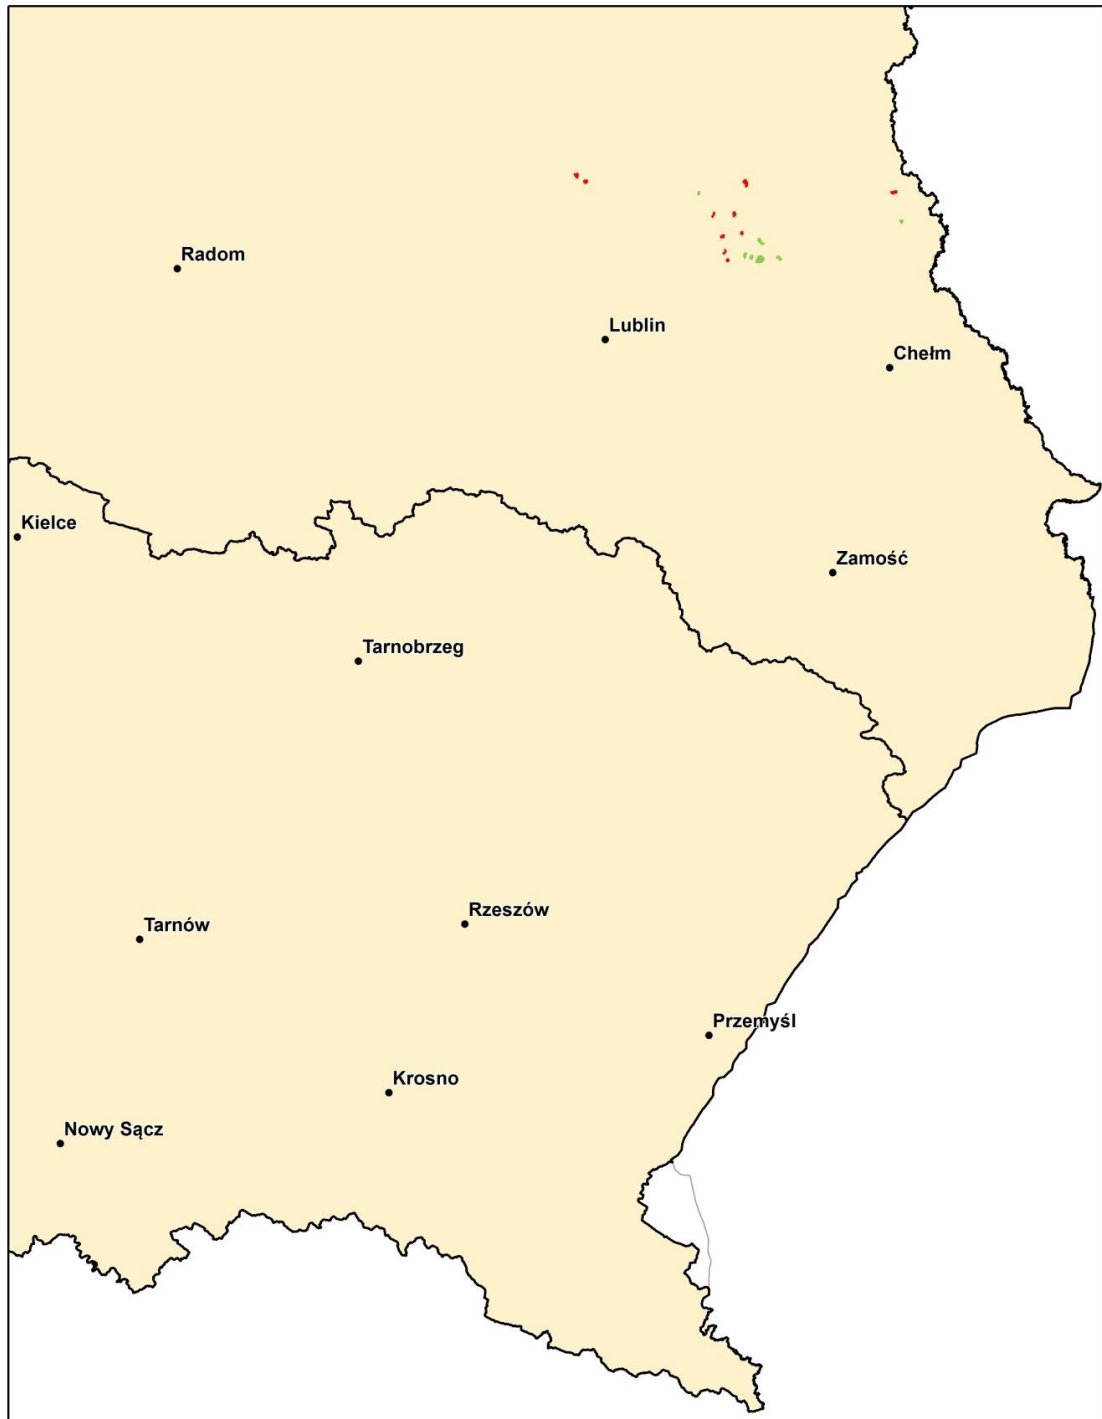 Radom
Lublin
Chełm
Kielce
Zamość
Tarnobrzeg
Rzeszów
Tarnów
Przemyśl
Krosno
Nowy Sącz